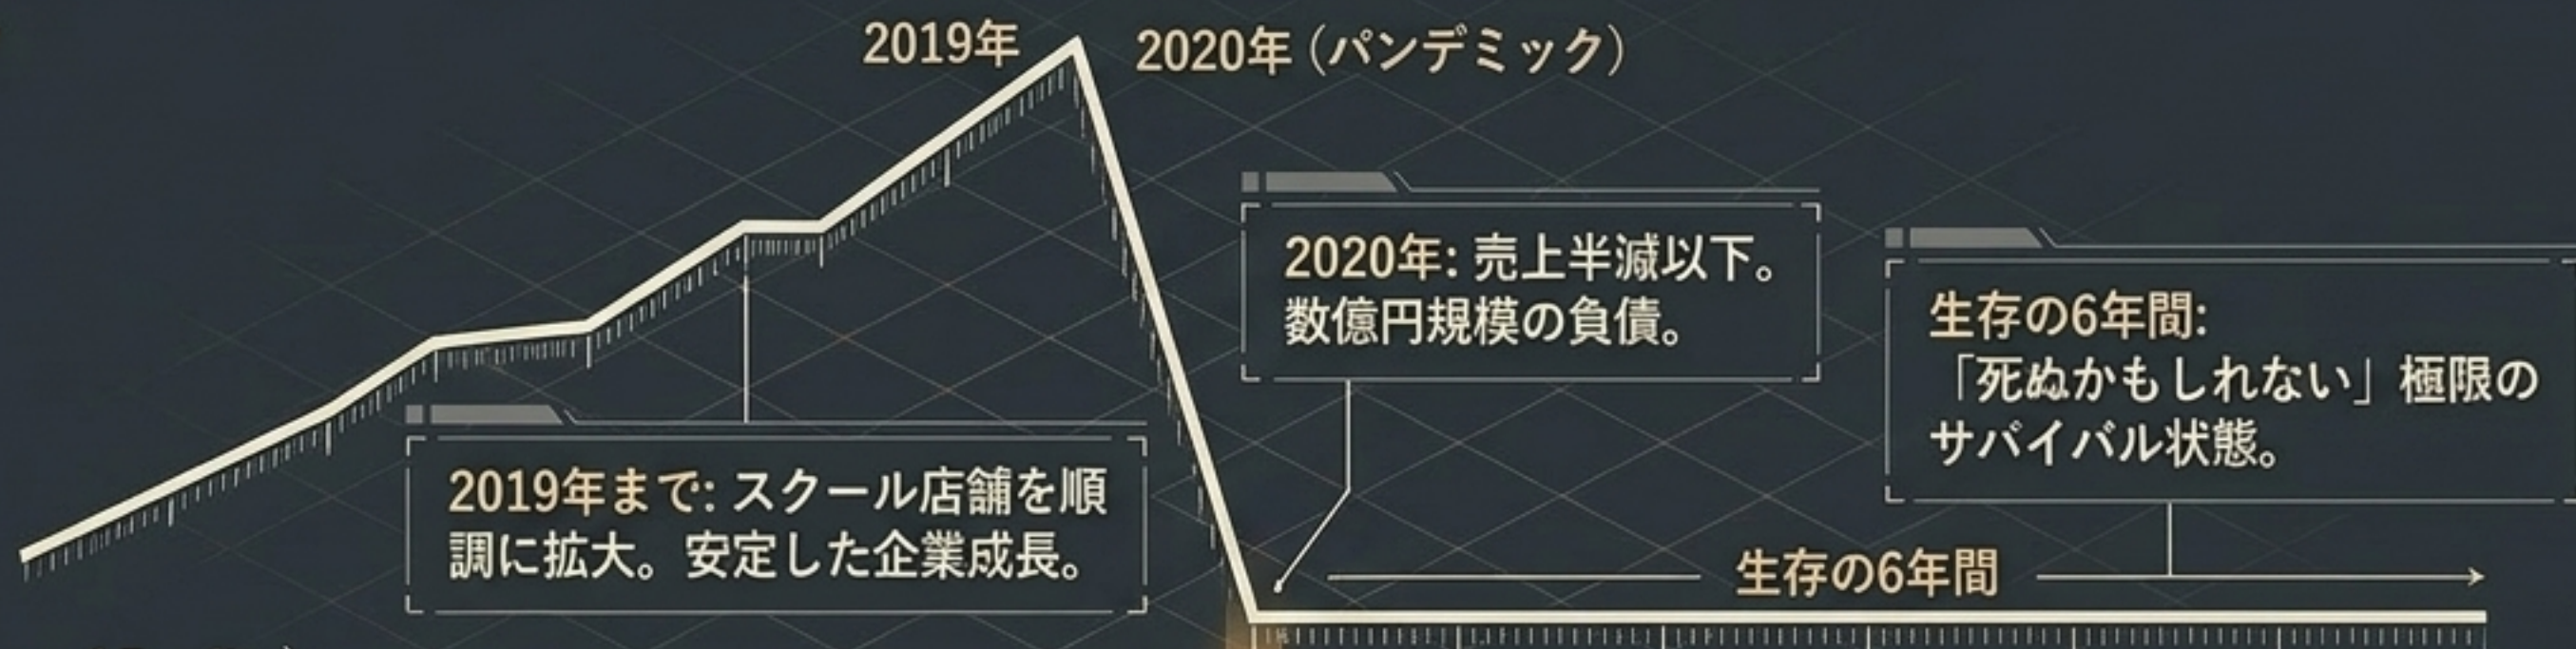 2019年
2020年（パンデミック）
2020年: 売上半減以下。
数億円規模の負債。
生存の6年間:
「死ぬかもしれない」極限の
サバイバル状態。
2019年まで: スクール店舗を順
調に拡大。安定した企業成長。
生存の6年間